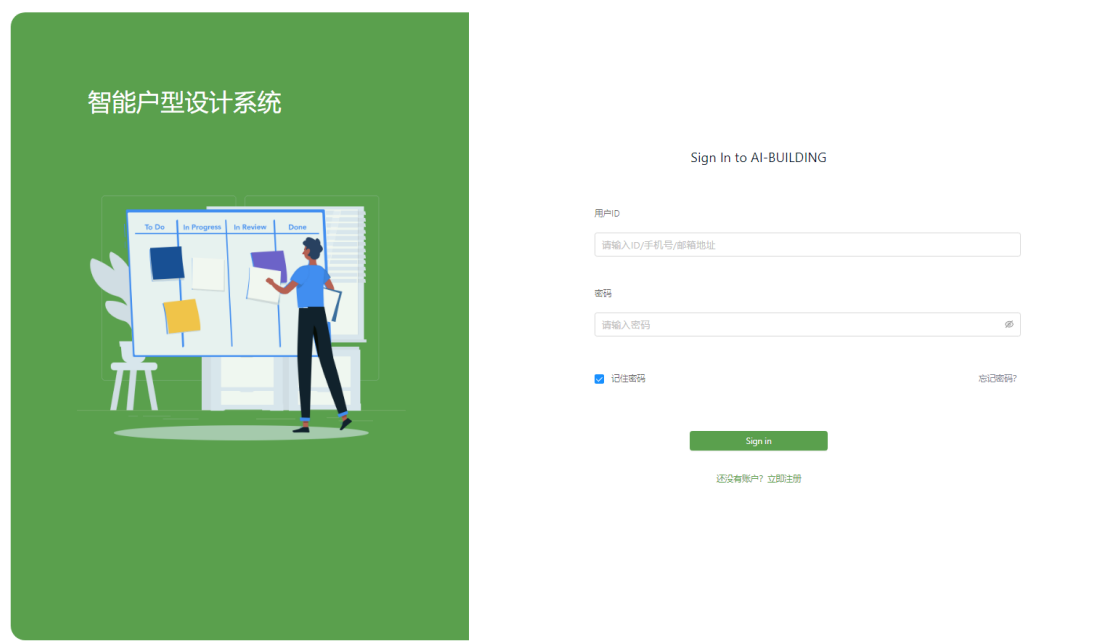 智能户型设计系统
To Do
In Progress
In Review
Done
Sign In to AI-BUILDING
用户ID
请输入ID/手机号/邮箱地址
密码
请输入密码
记住密码
忘记密码?
Sign in
还没有账户? 立即注册